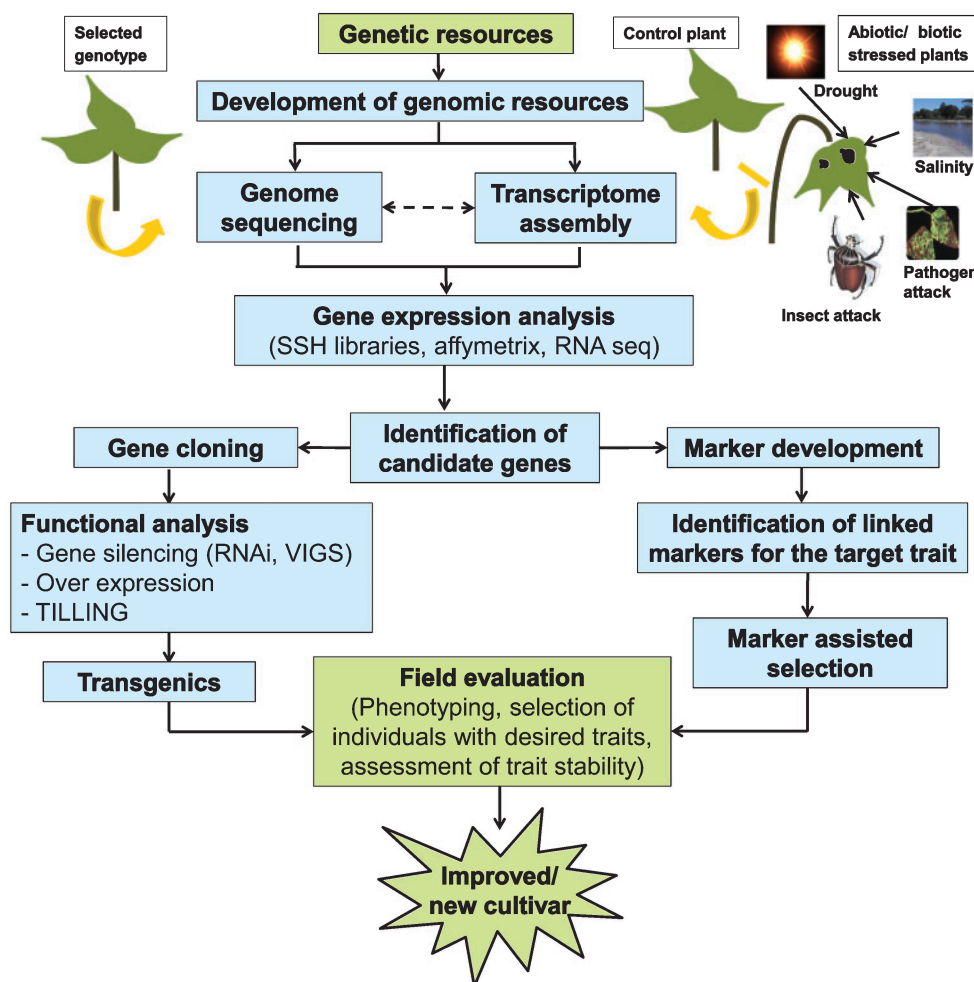 Selected
genotype
Genetic resources
Control plant
Abiotic/ biotic
stressed plants
Drought
Development of genomic resources
Salinity
Genome
sequencing
Transcriptome
assembly
Pathogen
attack
Insect attack
Gene expression analysis
(SSH libraries, affymetrix, RNA seq)
Gene cloning
Identification of
candidate genes
Marker development
Functional analysis
- Gene silencing (RNAi, VIGS)
- Over expression
- TILLING
Identification of linked
markers for the target trait
Marker assisted
selection
Transgenics
Field evaluation
(Phenotyping, selection of
individuals with desired traits,
assessment of trait stability)
Improved/
new cultivar